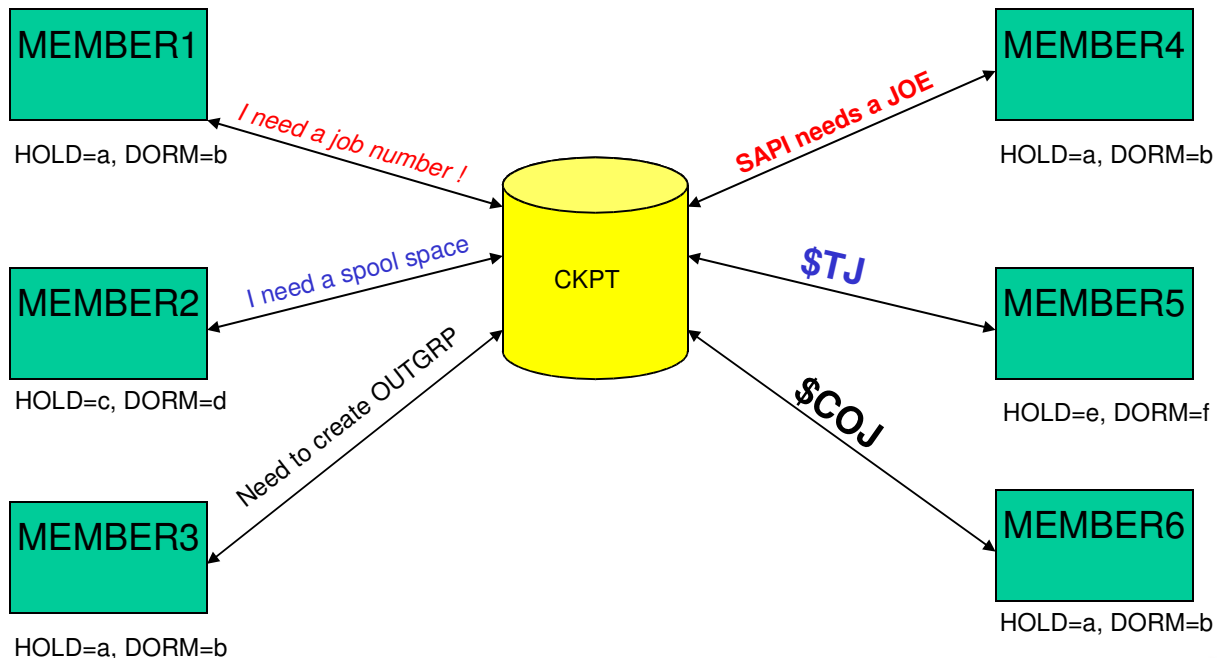 MEMBER1
HOLD=a, DORM=b
I need a job number !
MEMBER4
HOLD=a, DORM=b
SAPI needs a JOE
CKPT
MEMBER2
HOLD=c, DORM=d
I need a spool space
MEMBER5
HOLD=e, DORM=f
$TJ
MEMBER3
HOLD=a, DORM=b
Need to create OUTGRP
MEMBER6
HOLD=a, DORM=b
$COJ